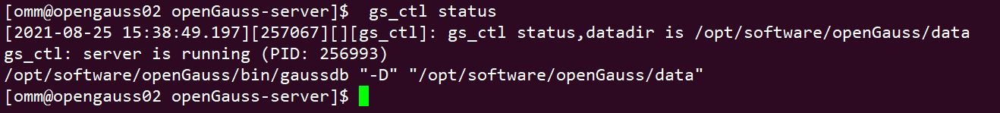 [omm@opengauss02 openGauss-server]$  gs_ctl status
[2021-08-25 15:38:49.197][257067][][gs_ctl]: gs_ctl status,datadir is /opt/software/openGauss/data
gs_ctl: server is running (PID: 256993)
/opt/software/openGauss/bin/gaussdb "-D" "/opt/software/openGauss/data"
[omm@opengauss02 openGauss-server]$